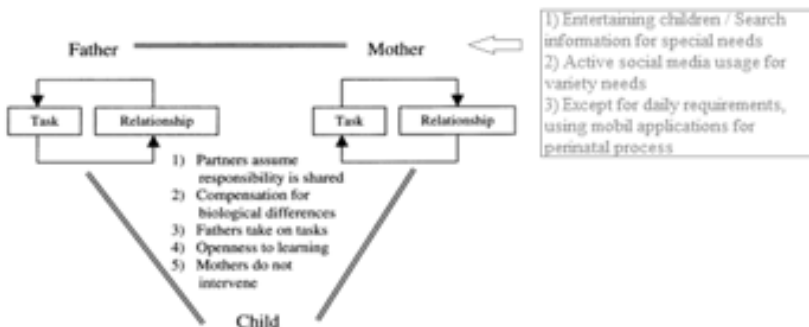 Father
Mother
Task
Relationship
Task
Relationship
1) Partners assume
responsibility is shared
2) Compensation for
biological differences
3) Fathers take on tasks
4) Openness to learning
5) Mothers do not
intervene
Child
1) Entertaining children / Search
information for special needs
2) Active social media usage for
variety needs
3) Except for daily requirements,
using mobil applications for
perinatal process